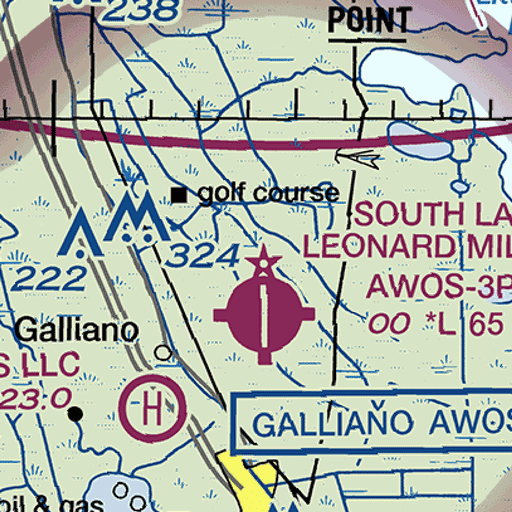 238
POINT
golf course
SOUTH LA
324
LEONARD MIL
222
AWOS-3P
00 *L 65
Galliano
S LLC
23.0
H
GALLIANO AWOS
oil & gas